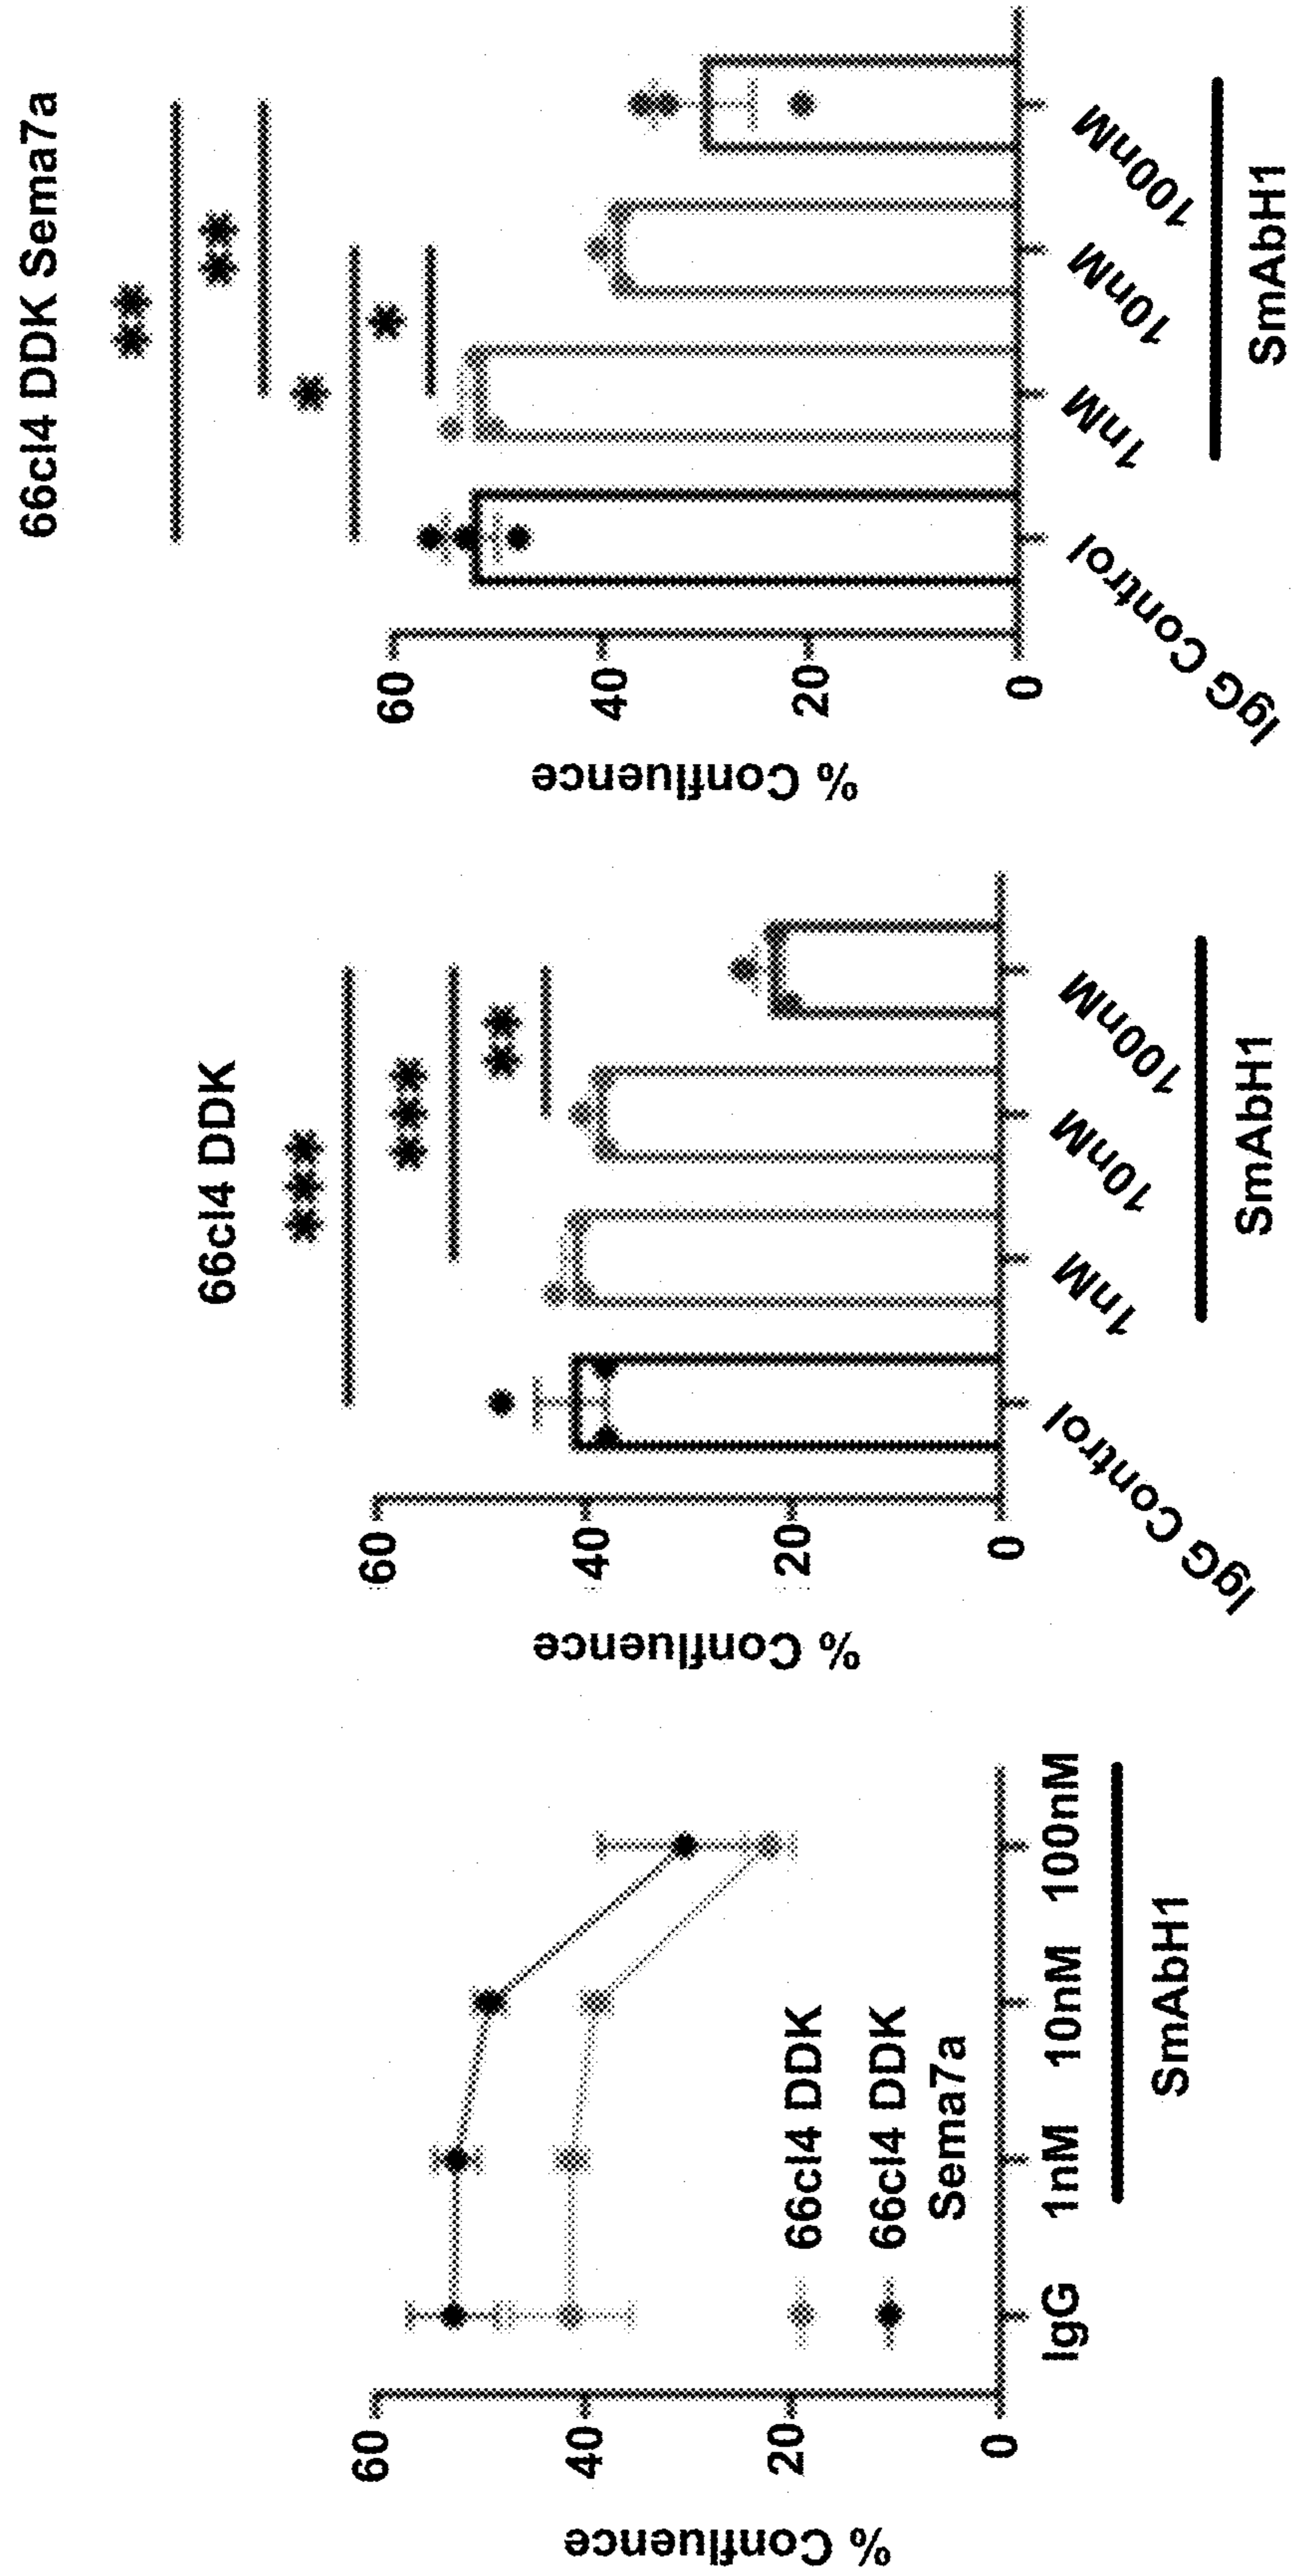 % Confluence
60
40
20
0
66cl4 DDK
66cl4 DDK
Sema7a
IgG 1nM 10nM 100nM
SmAbH1
66cl4 DDK
***
***
**
% Confluence
60
40
20
0
IgG Control
1nM
10nM
100nM
SmAbH1
66cl4 DDK Sema7a
**
**
*
*
% Confluence
60
40
20
0
IgG Control
1nM
10nM
100nM
SmAbH1